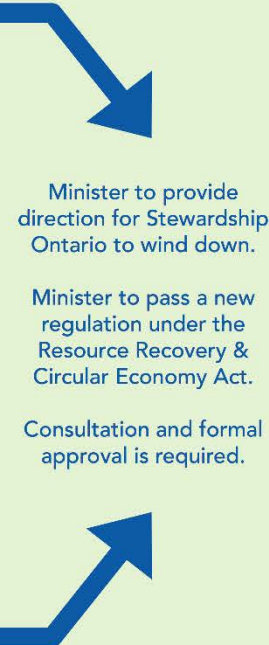 Minister to provide
direction for Stewardship
Ontario to wind down.
Minister to pass a new
regulation under the
Resource Recovery &
Circular Economy Act.
Consultation and formal
approval is required.